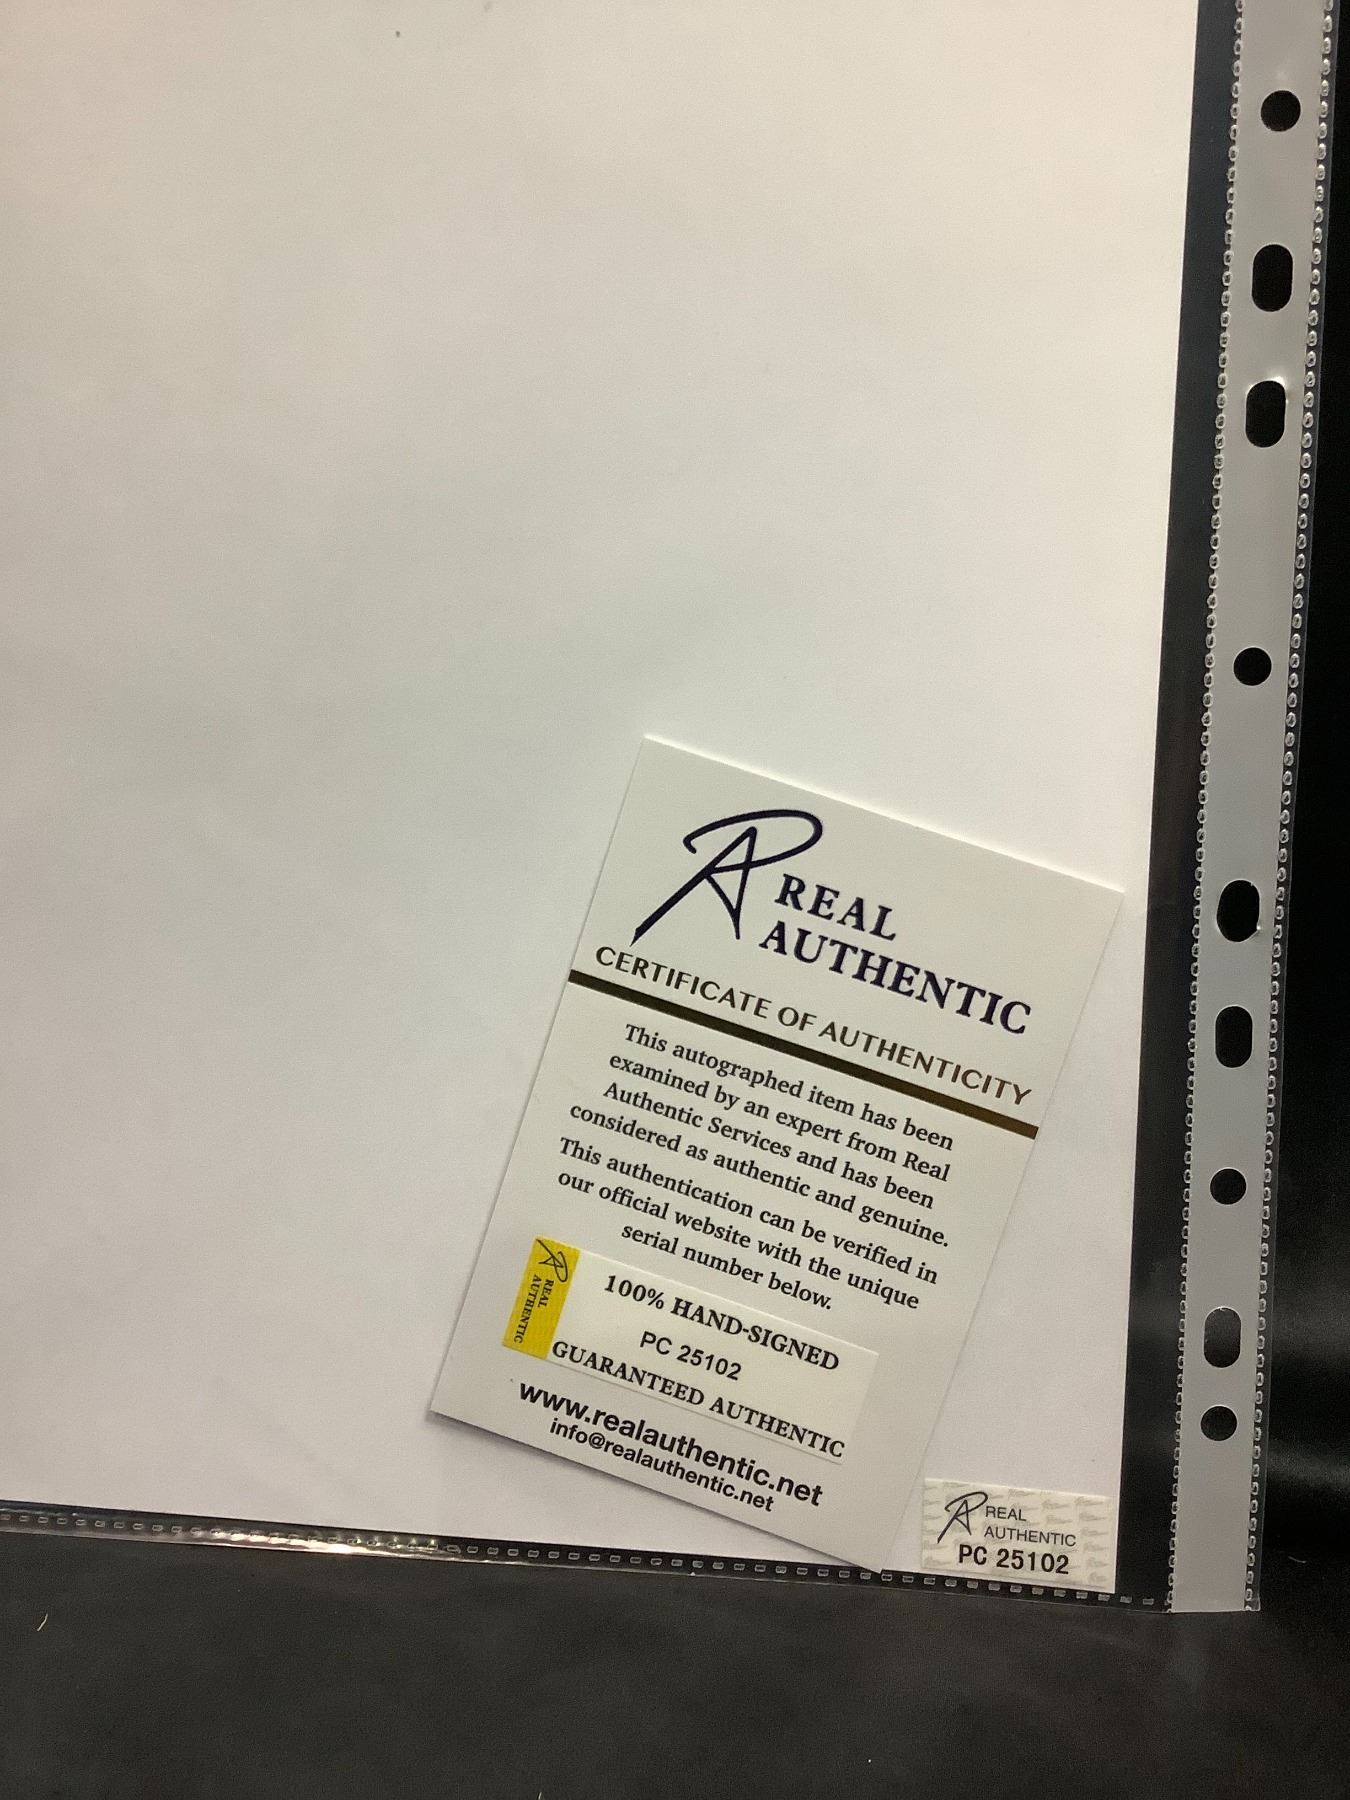 RA REAL
AUTHENTIC
CERTIFICATE OF AUTHENTICITY
This autographed item has been
examined by an expert from Real
Authentic Services and has been
considered as authentic and genuine.
This authentication can be verified in
our official website with the unique
serial number below.
RA REAL
AUTHENTIC
100% HAND-SIGNED
PC 25102
GUARANTEED AUTHENTIC
www.realauthentic.net
info@realauthentic.net
RA REAL
AUTHENTIC
PC 25102